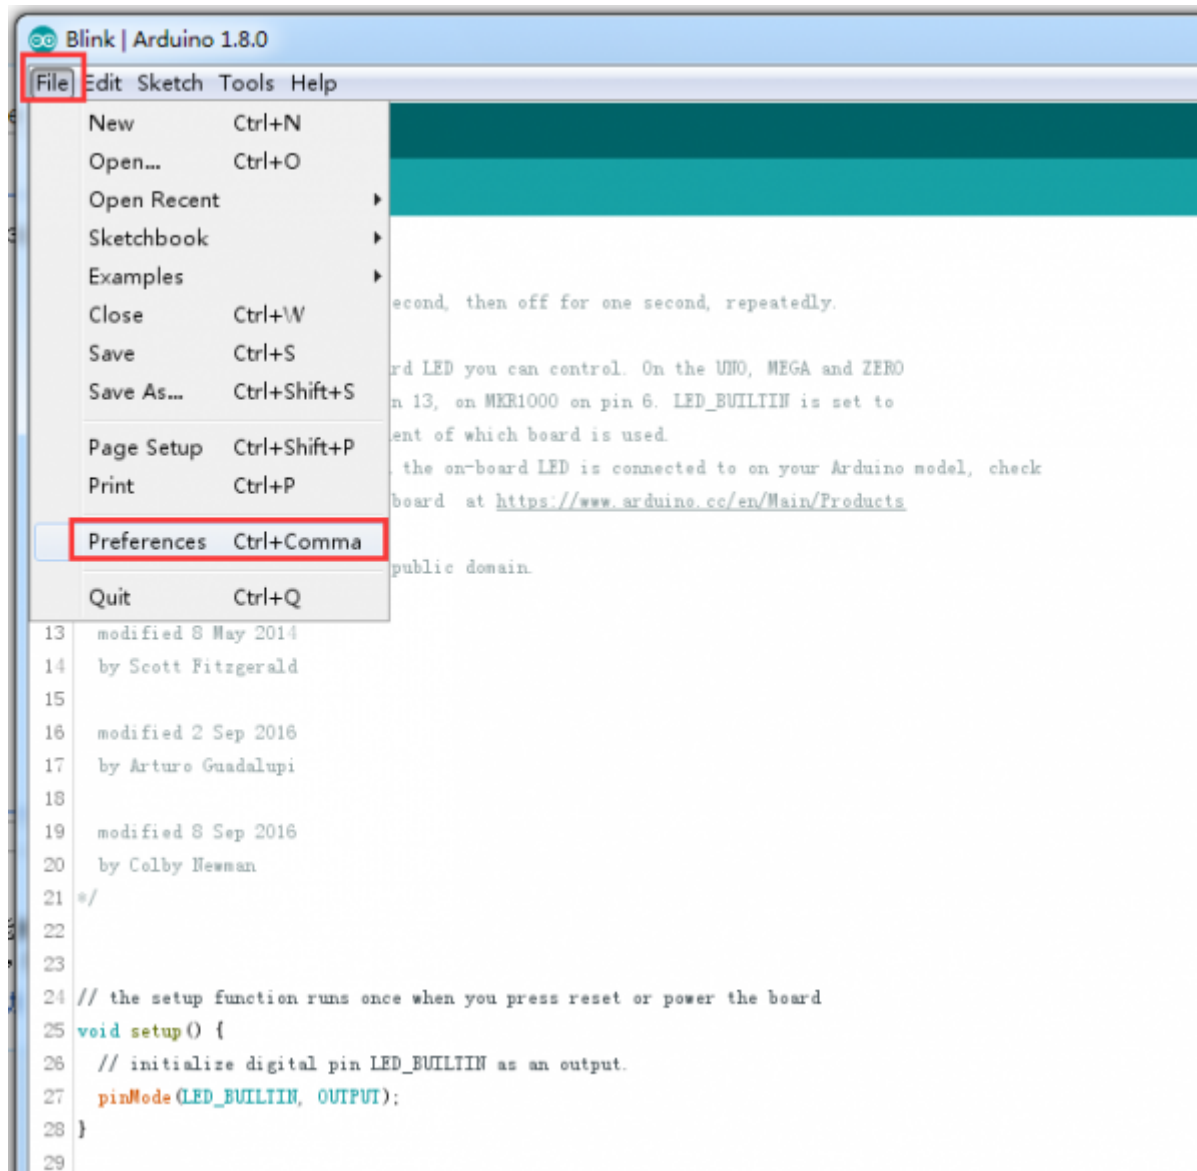 Blink | Arduino 1.8.0
File Edit Sketch Tools Help
New Ctrl+N
Open... Ctrl+O
Open Recent
Sketchbook
Examples
Close Ctrl+W
Save Ctrl+S
Save As... Ctrl+Shift+S
Page Setup Ctrl+Shift+P
Print Ctrl+P
Preferences Ctrl+Comma
Quit Ctrl+Q
econd, then off for one second, repeatedly.
rd LED you can control. On the UNO, MEGA and ZERO
n 13, on MKR1000 on pin 6. LED_BUILTIN is set to
ent of which board is used.
the on-board LED is connected to on your Arduino model, check
board at https://www.arduino.cc/en/Main/Products
public domain.
13 modified 8 May 2014
14 by Scott Fitzgerald
15
16 modified 2 Sep 2016
17 by Arturo Guadalupi
18
19 modified 8 Sep 2016
20 by Colby Newman
21 */
22
23
24 // the setup function runs once when you press reset or power the board
25 void setup() {
26 // initialize digital pin LED_BUILTIN as an output.
27 pinMode(LED_BUILTIN, OUTPUT);
28 }
29